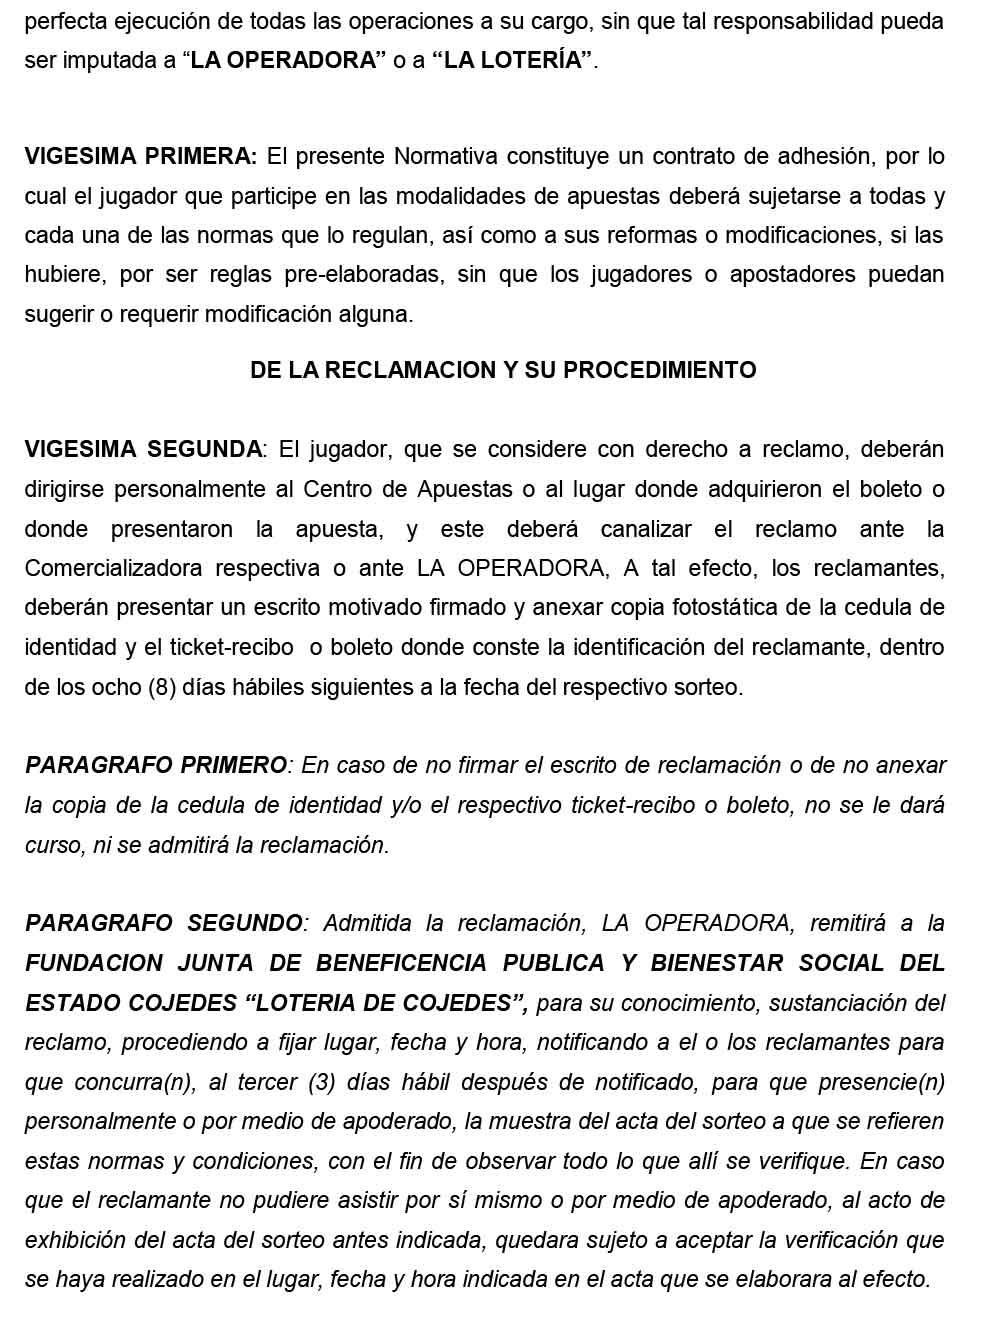 perfecta ejecución de todas las operaciones a su cargo, sin que tal responsabilidad pueda
ser imputada a “LA OPERADORA” o a “LA LOTERÍA”.
VIGESIMA PRIMERA: El presente Normativa constituye un contrato de adhesión, por lo
cual el jugador que participe en las modalidades de apuestas deberá sujetarse a todas y
cada una de las normas que lo regulan, así como a sus reformas o modificaciones, si las
hubiere, por ser reglas pre-elaboradas, sin que los jugadores o apostadores puedan
sugerir o requerir modificación alguna.
DE LA RECLAMACION Y SU PROCEDIMIENTO
VIGESIMA SEGUNDA: El jugador, que se considere con derecho a reclamo, deberán
dirigirse personalmente al Centro de Apuestas o al lugar donde adquirieron el boleto o
donde presentaron la apuesta, y este deberá canalizar el reclamo ante la
Comercializadora respectiva o ante LA OPERADORA, A tal efecto, los reclamantes,
deberán presentar un escrito motivado firmado y anexar copia fotostática de la cedula de
identidad y el ticket-recibo  o boleto donde conste la identificación del reclamante, dentro
de los ocho (8) días hábiles siguientes a la fecha del respectivo sorteo.
PARAGRAFO PRIMERO: En caso de no firmar el escrito de reclamación o de no anexar
la copia de la cedula de identidad y/o el respectivo ticket-recibo o boleto, no se le dará
curso, ni se admitirá la reclamación.
PARAGRAFO SEGUNDO: Admitida la reclamación, LA OPERADORA, remitirá a la
FUNDACION JUNTA DE BENEFICENCIA PUBLICA Y BIENESTAR SOCIAL DEL
ESTADO COJEDES “LOTERIA DE COJEDES”, para su conocimiento, sustanciación del
reclamo, procediendo a fijar lugar, fecha y hora, notificando a el o los reclamantes para
que concurra(n), al tercer (3) días hábil después de notificado, para que presencie(n)
personalmente o por medio de apoderado, la muestra del acta del sorteo a que se refieren
estas normas y condiciones, con el fin de observar todo lo que allí se verifique. En caso
que el reclamante no pudiere asistir por sí mismo o por medio de apoderado, al acto de
exhibición del acta del sorteo antes indicada, quedara sujeto a aceptar la verificación que
se haya realizado en el lugar, fecha y hora indicada en el acta que se elaborara al efecto.